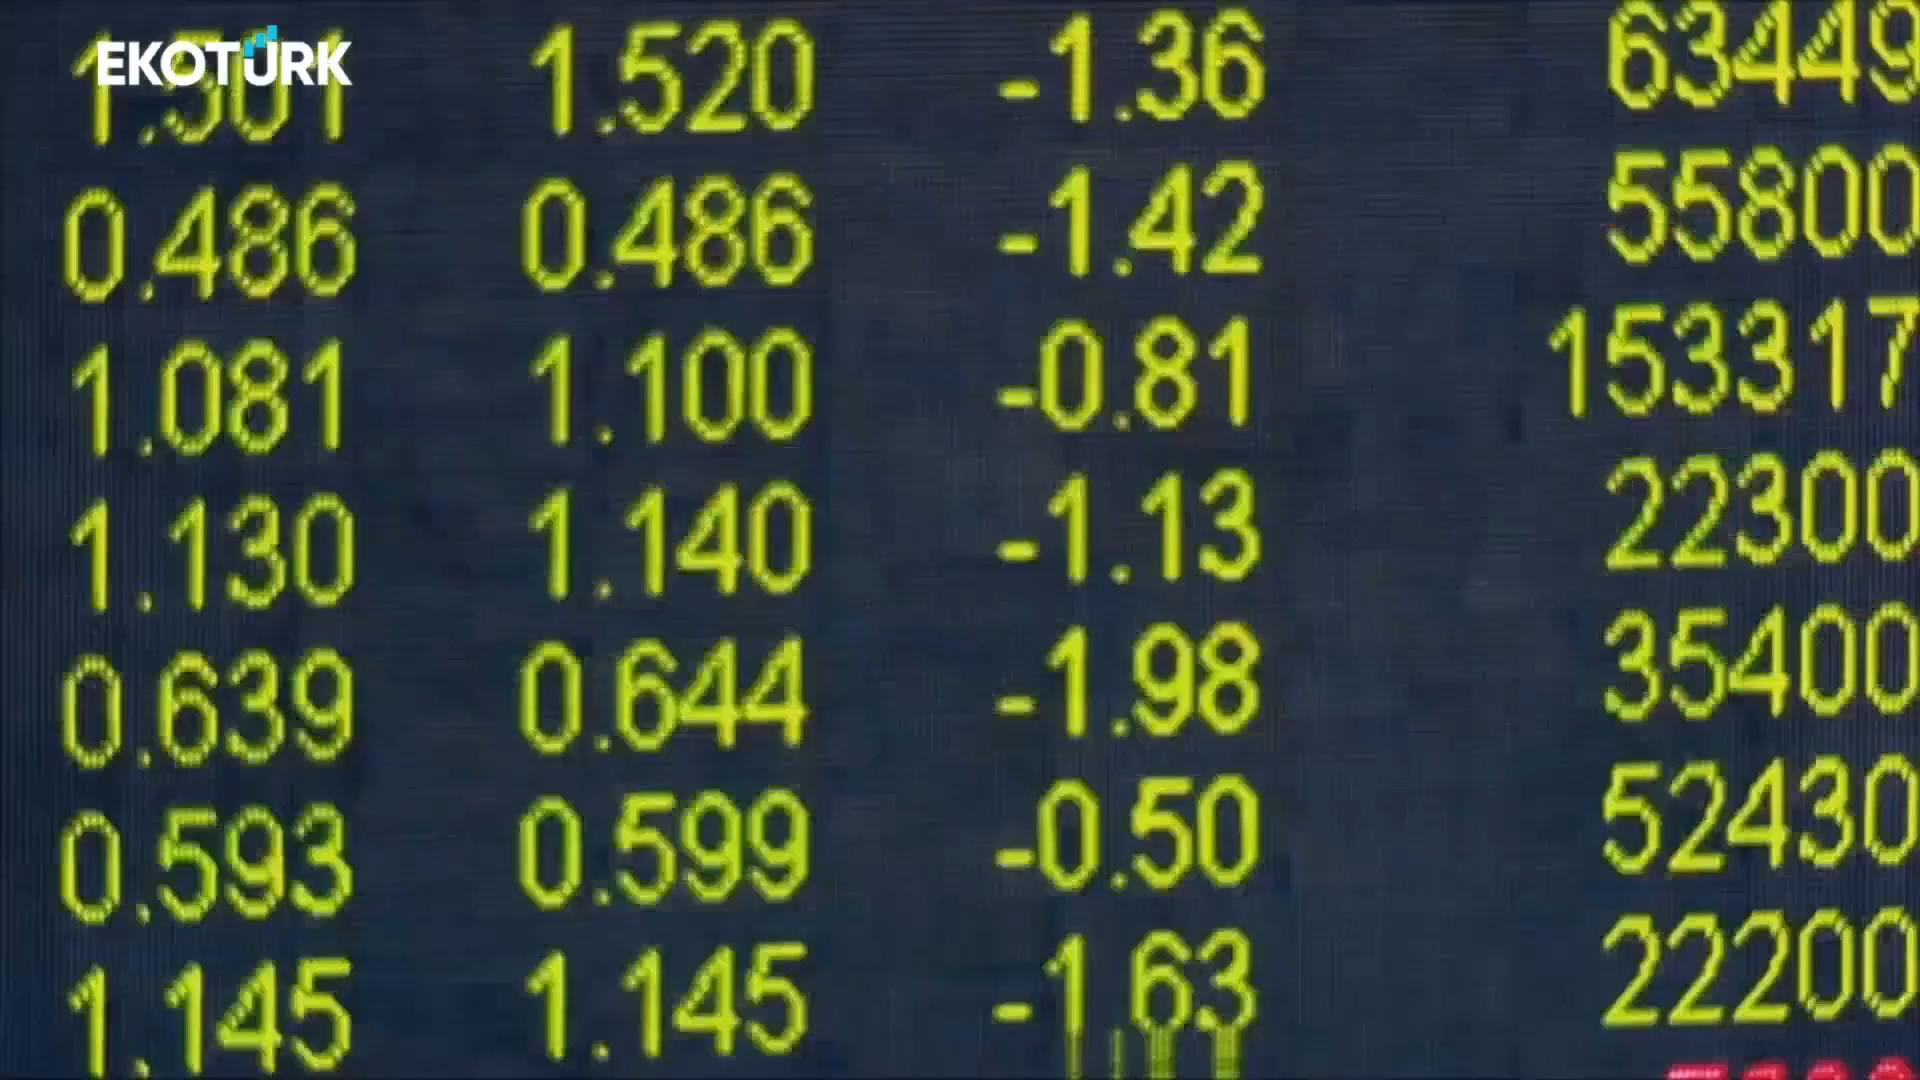 EKOTÜRK
1.520 -1.36 63449
0.486 0.486 -1.42 55800
1.081 1.100 -0.81 153317
1.130 1.140 -1.13 22300
0.639 0.644 -1.98 35400
0.593 0.599 -0.50 52430
1.145 1.145 -1.63 22200